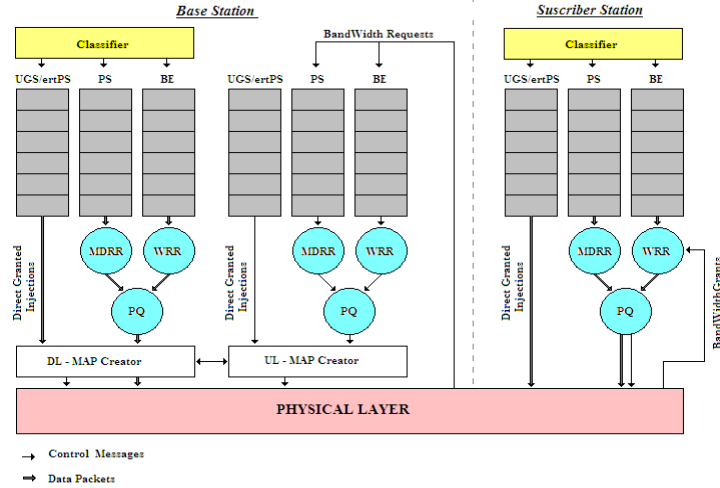 Base Station
Suscriber Station
Classifier
BandWidth Requests
Classifier
UGS/ertPS PS BE
UGS/ertPS PS BE
UGS/ertPS PS BE
MDRR WRR
MDRR WRR
MDRR WRR
Direct Granted
Injections
Direct Granted
Injections
Direct Granted
Injections
BandWidthGrants
PQ
PQ
PQ
DL - MAP Creator
UL - MAP Creator
PHYSICAL LAYER
Control Messages
Data Packets